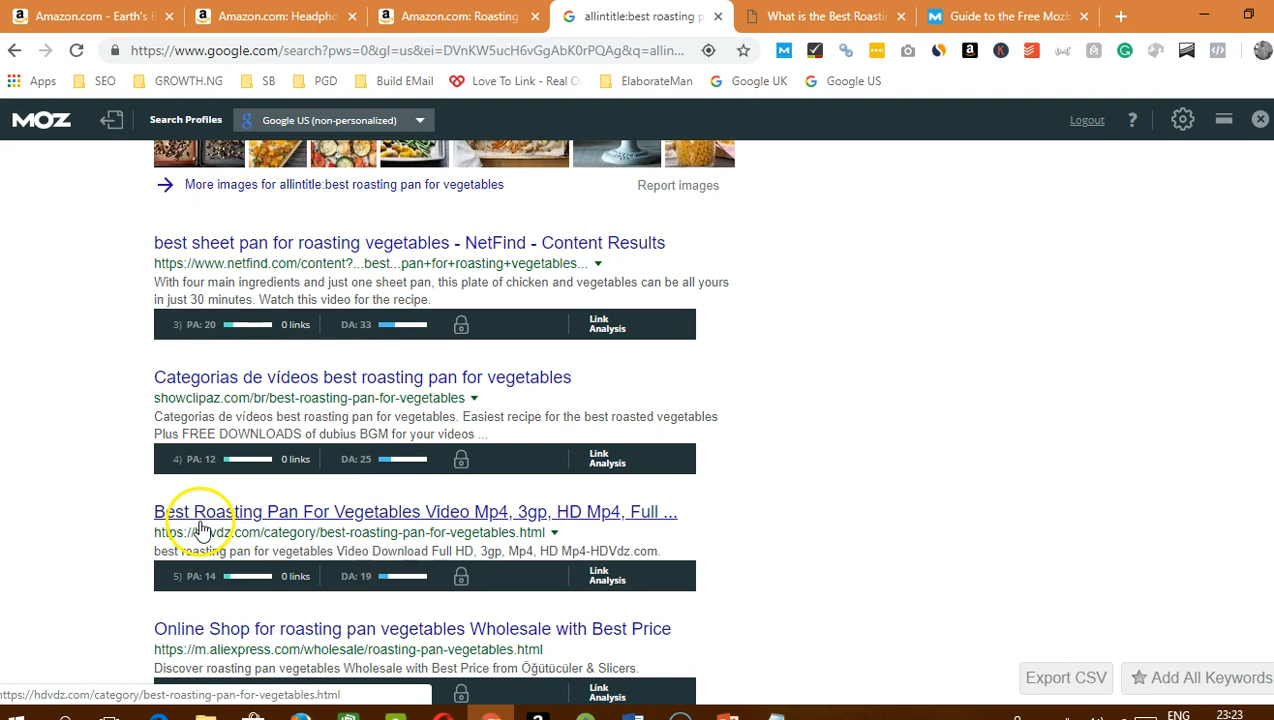 Amazon.com - Earth's B
Amazon.com: Headpho
Amazon.com: Roasting
allintitle:best roasting p
What is the Best Roasti
Guide to the Free Mozb
https://www.google.com/search?pws=0&gl=us&ei=DVnKW5ucH6vGgAbK0rPQAg&q=allin...
Apps
SEO
GROWTH.NG
SB
PGD
Build EMail
Love To Link - Real O
ElaborateMan
Google UK
Google US
MOZ
Search Profiles
Google US (non-personalized)
Logout
?
More images for allintitle:best roasting pan for vegetables
Report images
best sheet pan for roasting vegetables - NetFind - Content Results
https://www.netfind.com/content?...best...pan+for+roasting+vegetables...
With four main ingredients and just one sheet pan, this plate of chicken and vegetables can be all yours
in just 30 minutes. Watch this video for the recipe.
3) PA: 20 0 links DA: 33 Link Analysis
Categorias de vídeos best roasting pan for vegetables
showclipaz.com/br/best-roasting-pan-for-vegetables
Categorias de vídeos best roasting pan for vegetables. Easiest recipe for the best roasted vegetables
Plus FREE DOWNLOADS of dubius BGM for your videos ...
4) PA: 12 0 links DA: 25 Link Analysis
Best Roasting Pan For Vegetables Video Mp4, 3gp, HD Mp4, Full ...
https://hdvdz.com/category/best-roasting-pan-for-vegetables.html
best roasting pan for vegetables Video Download Full HD, 3gp, Mp4, HD Mp4-HDVdz.com.
5) PA: 14 0 links DA: 19 Link Analysis
Online Shop for roasting pan vegetables Wholesale with Best Price
https://m.aliexpress.com/wholesale/roasting-pan-vegetables.html
Discover roasting pan vegetables Wholesale with Best Price from Öğütücüler & Slicers.
Link Analysis
Export CSV
Add All Keywords
https://hdvdz.com/category/best-roasting-pan-for-vegetables.html
ENG
23:23